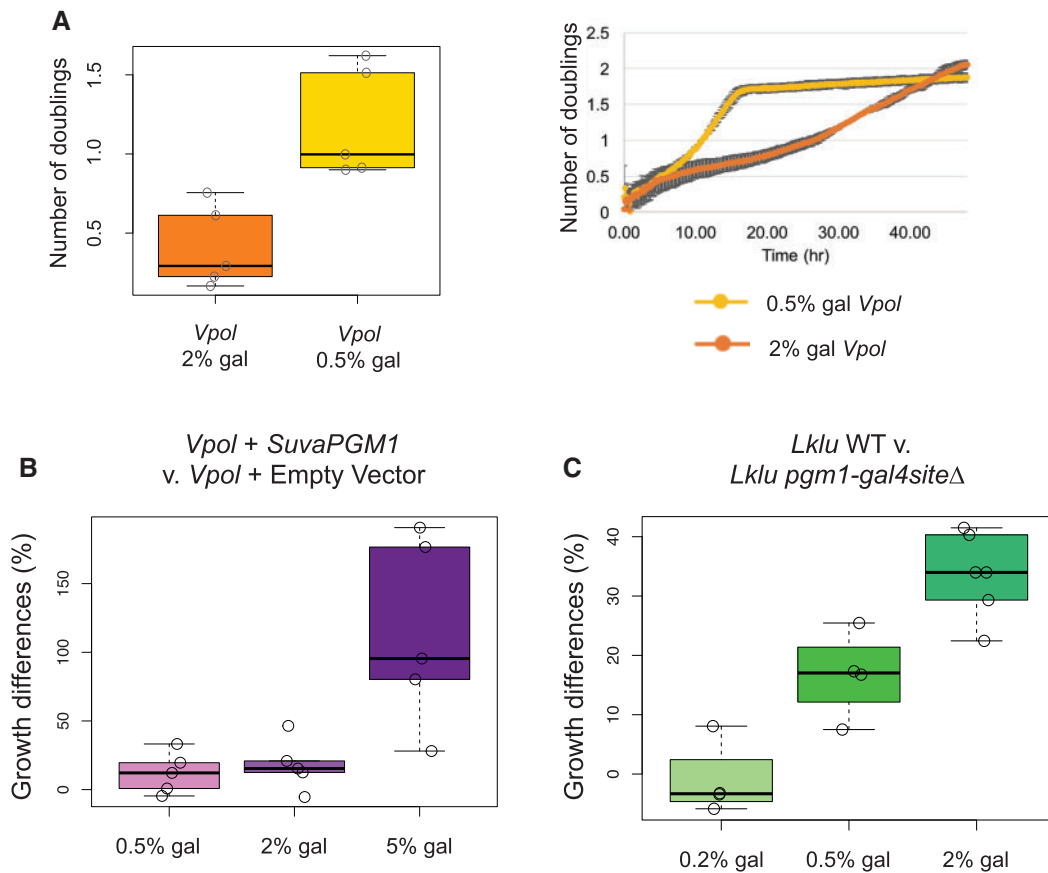 A
Number of doublings
0.5
1.0
1.5
Vpol
2% gal
Vpol
0.5% gal
Number of doublings
2.5
2
1.5
1
0.5
0
0.00
10.00
20.00
30.00
40.00
Time (hr)
0.5% gal Vpol
2% gal Vpol
B
Vpol + SuvaPGM1
v. Vpol + Empty Vector
Growth differences (%)
0
50
100
150
0.5% gal
2% gal
5% gal
C
Lklu WT v.
Lklu pgm1-gal4siteΔ
Growth differences (%)
0
10
20
30
40
0.2% gal
0.5% gal
2% gal